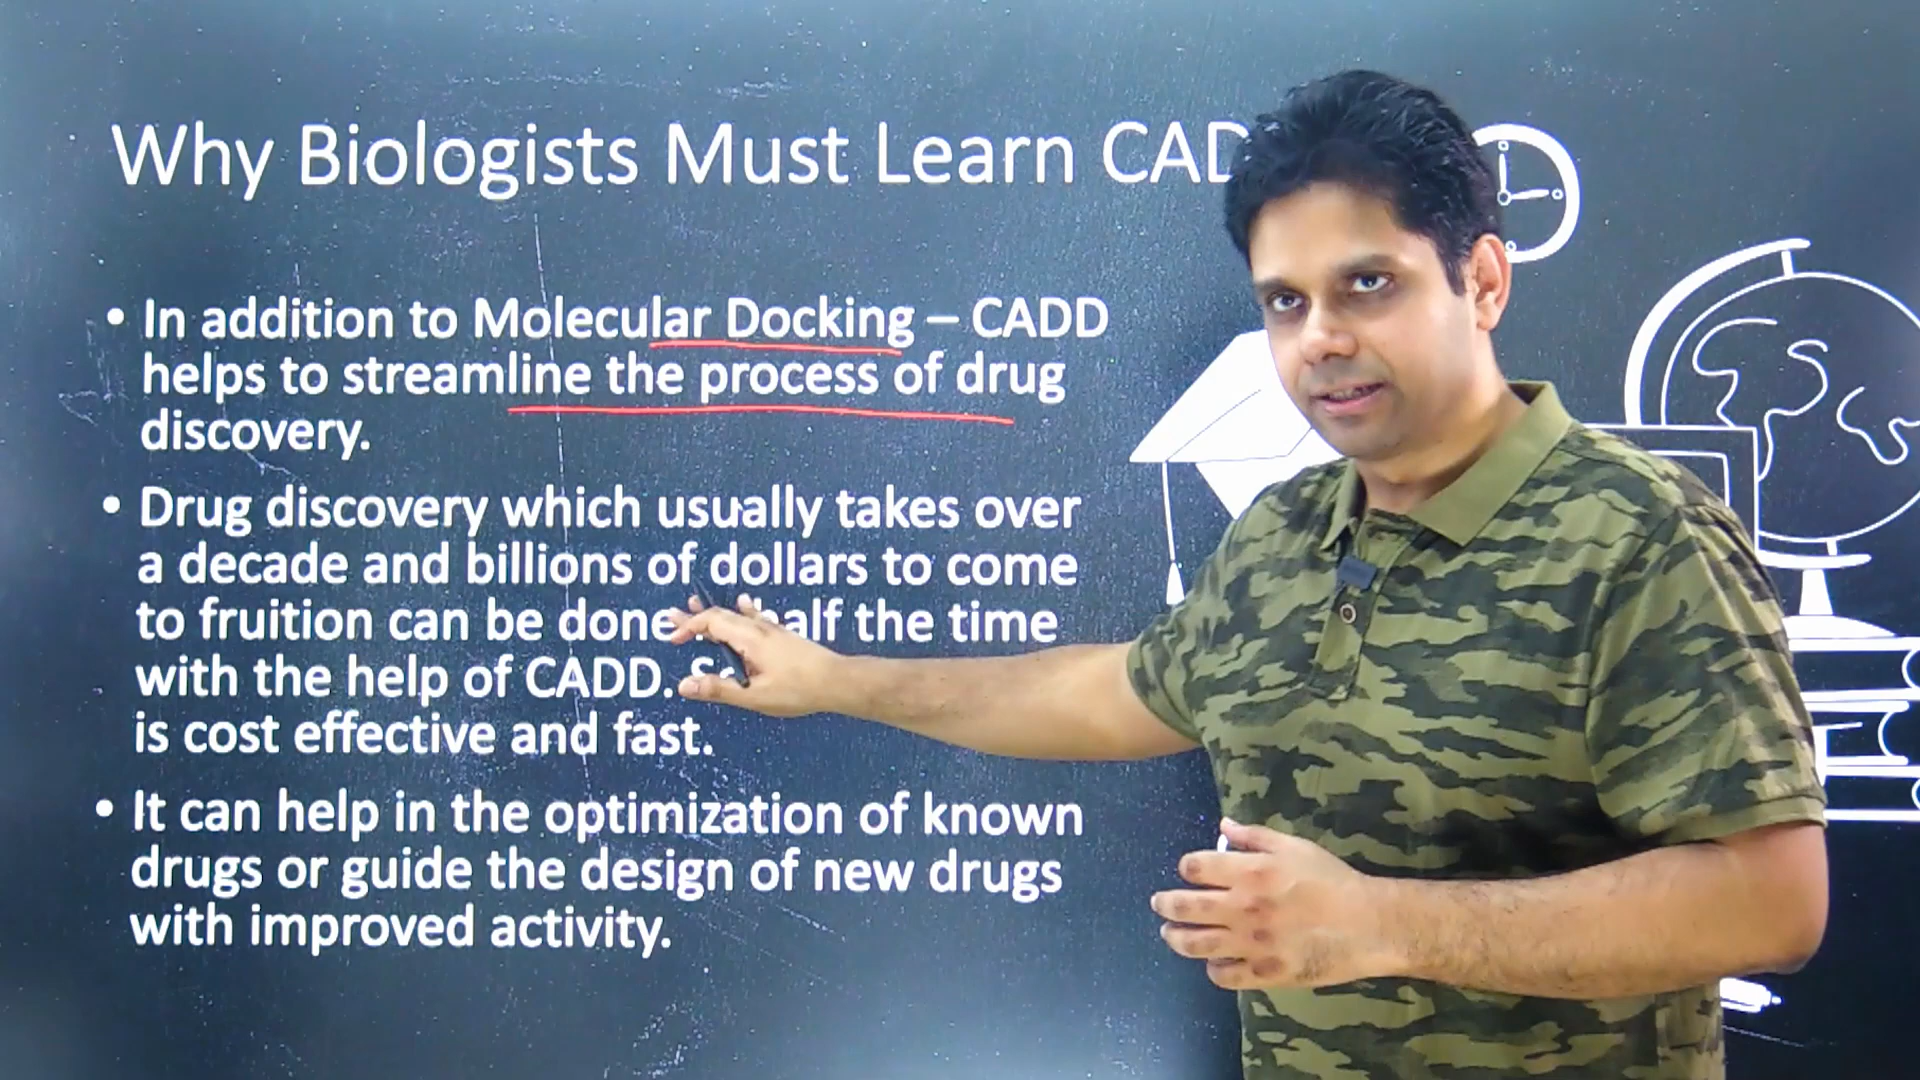 Why Biologists Must Learn
• In addition to Molecular Docking – CADD
helps to streamline the process of drug
discovery.
• Drug discovery which usually takes over
a decade and billions of dollars to come
to fruition can be done half the time
with the help of CADD.
is cost effective and fast.
• It can help in the optimization of known
drugs or guide the design of new drugs
with improved activity.